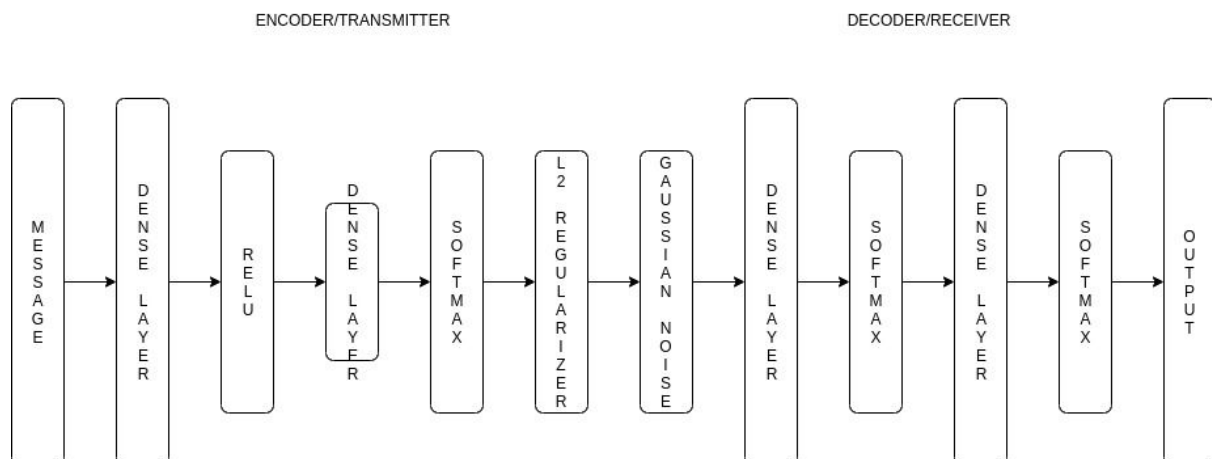 ENCODER/TRANSMITTER
DECODER/RECEIVER
MESSAGE
DENSE LAYER
RELU
DENSE LAYER
SOFTMAX
L2 REGULARIZER
GAUSSIAN NOISE
DENSE LAYER
SOFTMAX
DENSE LAYER
SOFTMAX
OUTPUT